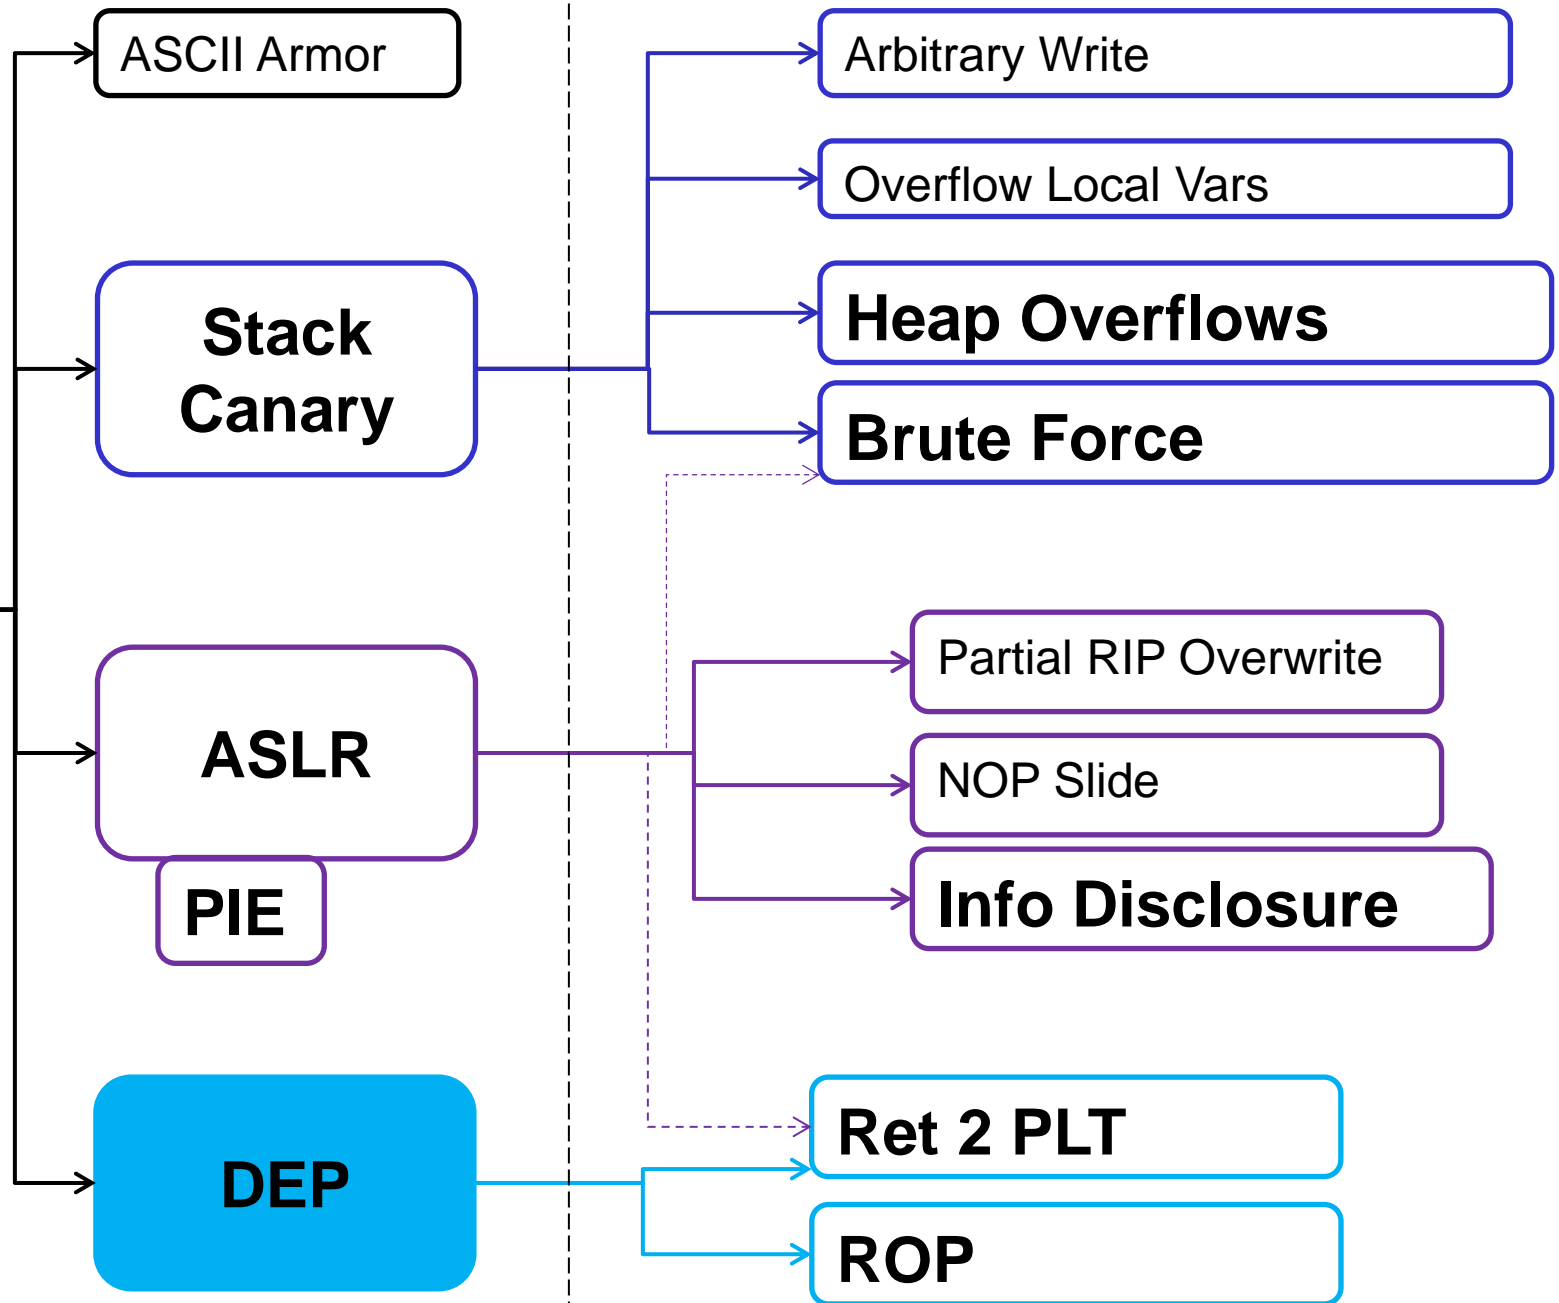 ASCII Armor
Arbitrary Write
Overflow Local Vars
Stack
Canary
Heap Overflows
Brute Force
Partial RIP Overwrite
ASLR
NOP Slide
PIE
Info Disclosure
Ret 2 PLT
DEP
ROP